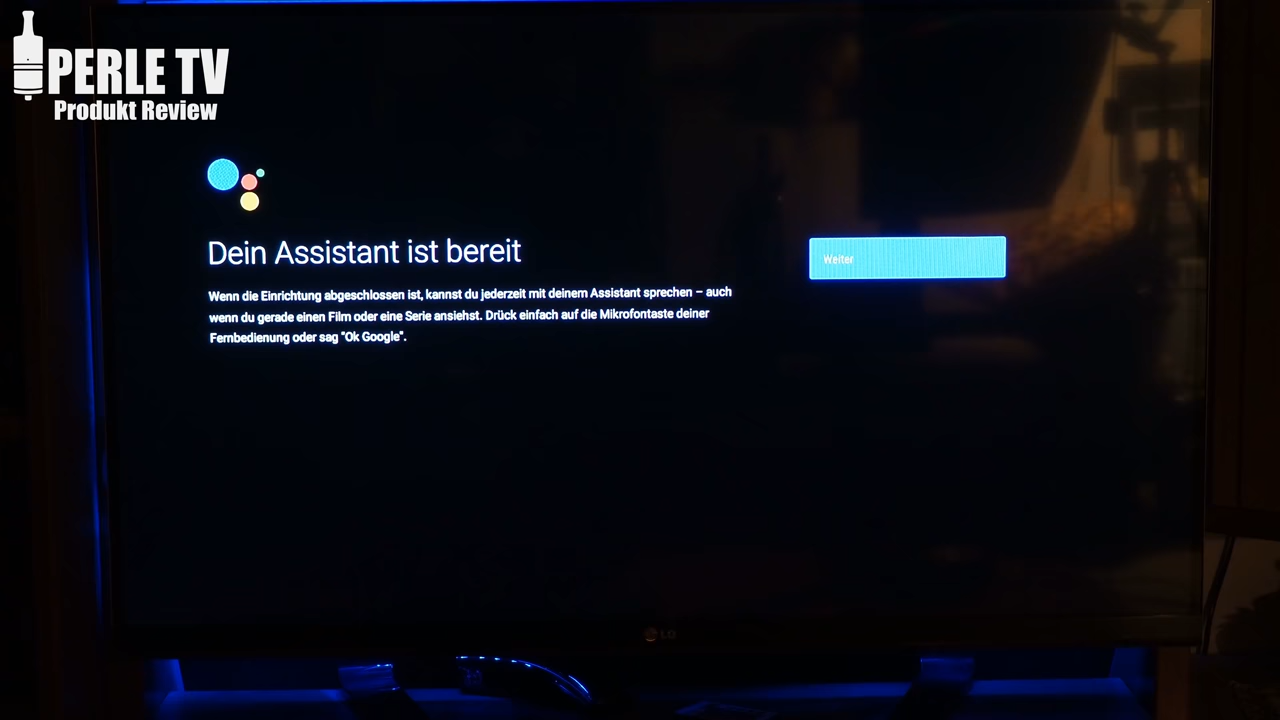 PERLE TV
Produkt Review
Dein Assistant ist bereit
Weiter
Wenn die Einrichtung abgeschlossen ist, kannst du jederzeit mit deinem Assistant sprechen – auch
wenn du gerade einen Film oder eine Serie ansiehst. Drück einfach auf die Mikrofontaste deiner
Fernbedienung oder sag "Ok Google".
LG